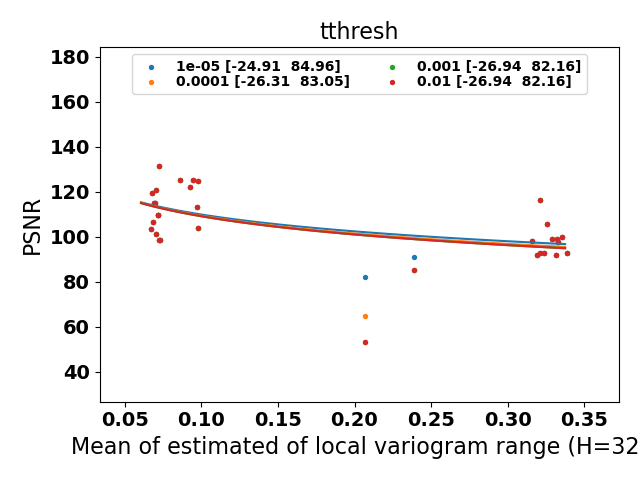 tthresh
180
1e-05 [-24.91  84.96]
0.0001 [-26.31  83.05]
0.001 [-26.94  82.16]
0.01 [-26.94  82.16]
160
140
120
100
80
60
40
PSNR
0.05 0.10 0.15 0.20 0.25 0.30 0.35
Mean of estimated of local variogram range (H=32